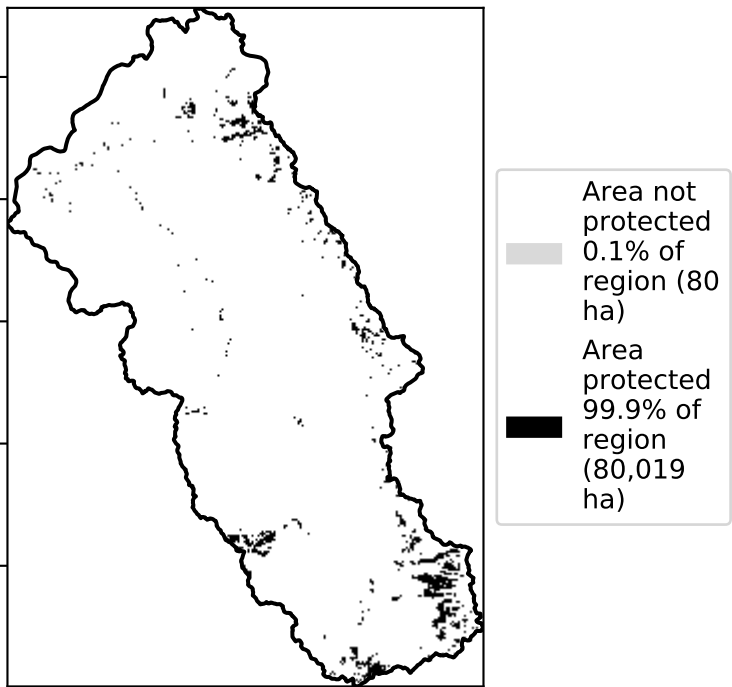 Area not
protected
0.1% of
region (80
ha)
Area
protected
99.9% of
region
(80,019
ha)